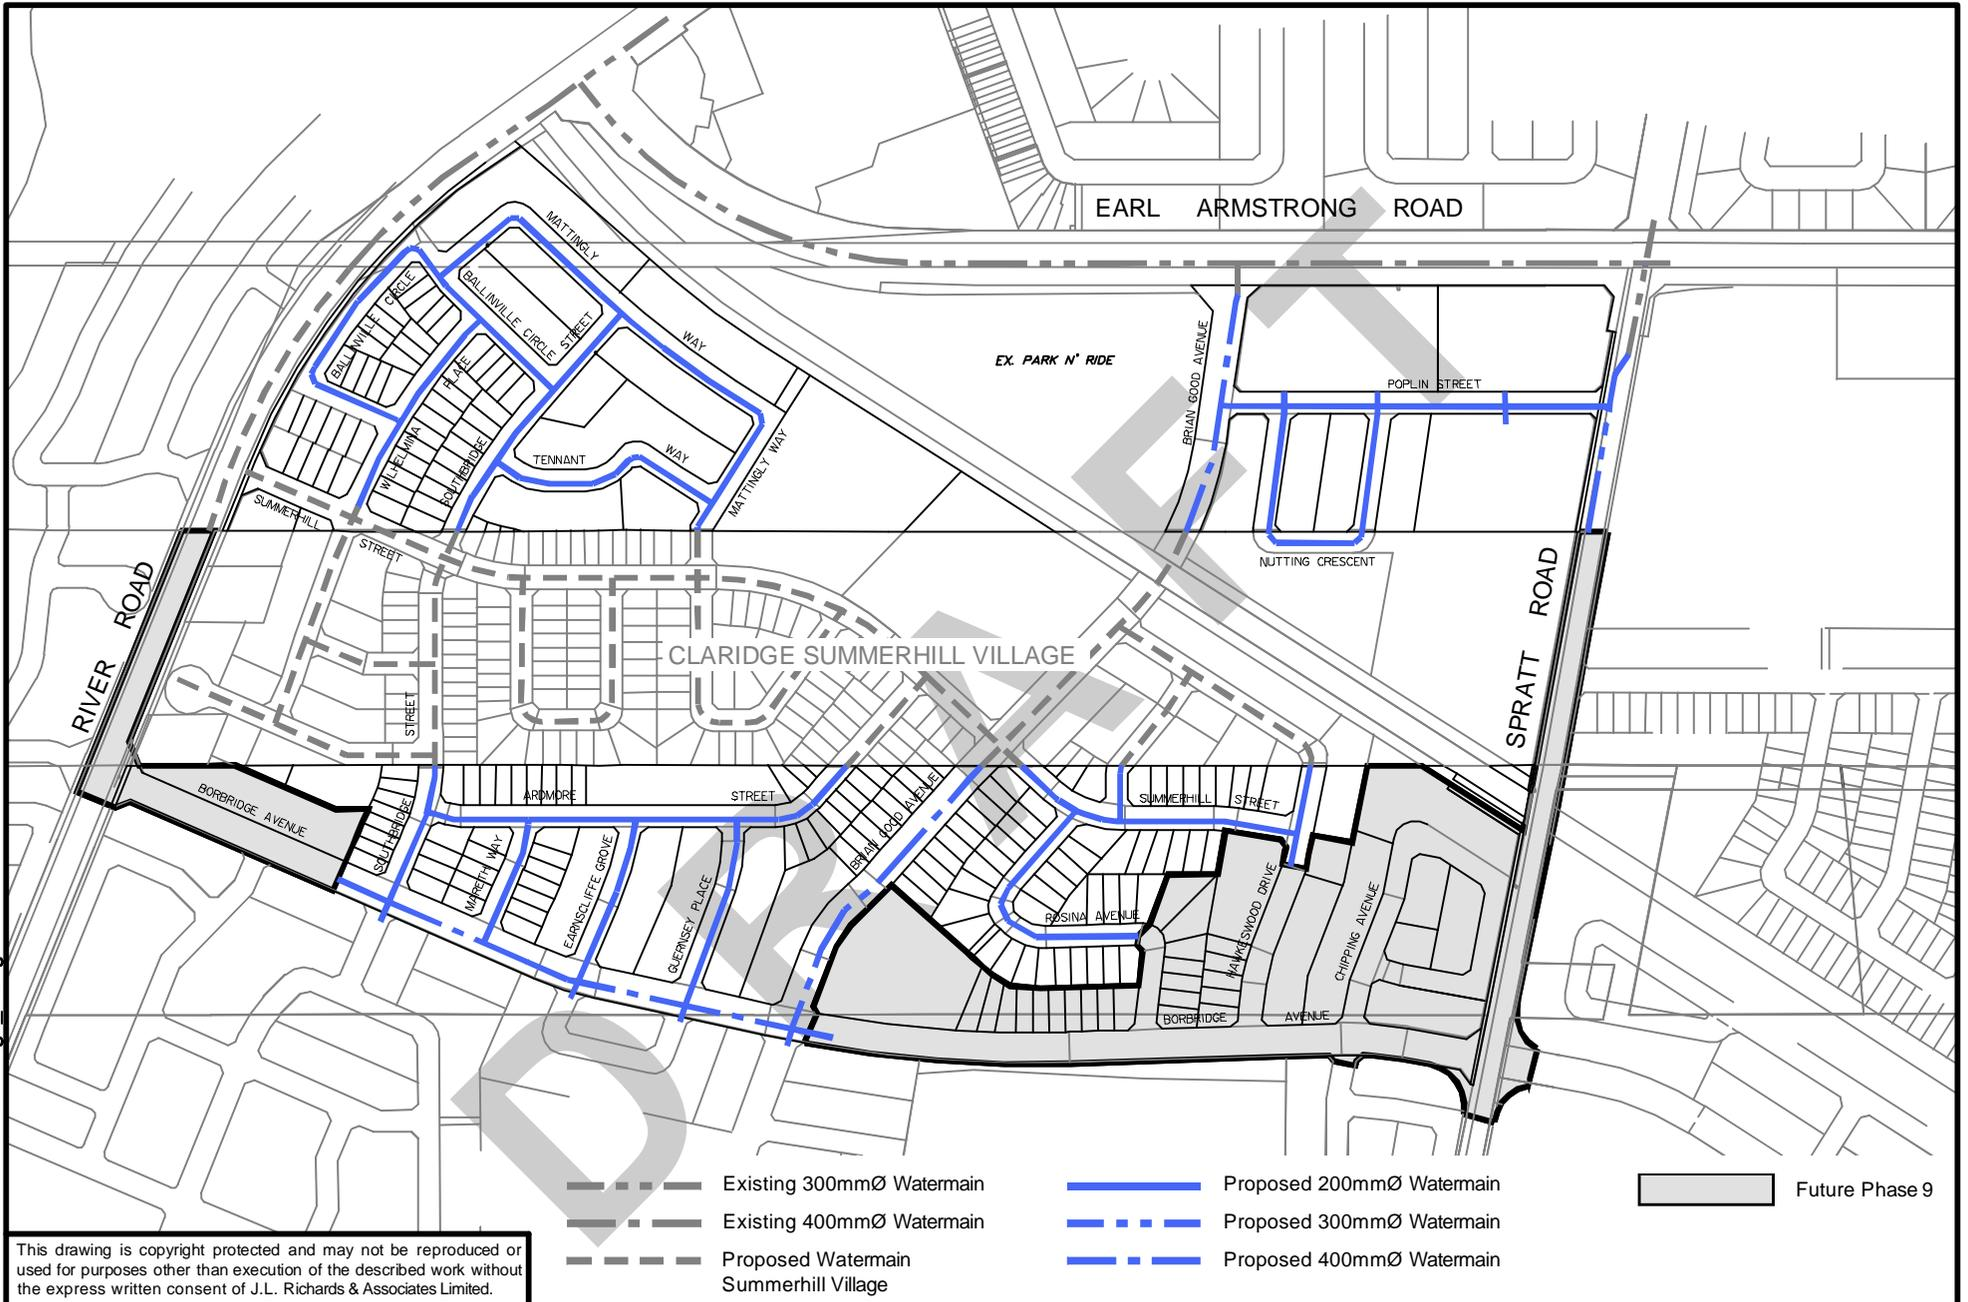 EARL ARMSTRONG ROAD
MATTINGLY
BALLINVILLE CIRCLE
BALLINVILLE CIRCLE
STREET
WAY
PLACE
BRIAN GOOD AVENUE
EX. PARK N' RIDE
POPLIN STREET
WILHELMINA
SOUTHBRIDGE
TENNANT
WAY
MATTINGLY WAY
SUMMERHILL
STREET
NUTTING CRESCENT
RIVER ROAD
SPRATT ROAD
CLARIDGE SUMMERHILL VILLAGE
STREET
BORBRIDGE AVENUE
SOUTHBRIDGE
ARDMORE STREET
BRIAN GOOD AVENUE
SUMMERHILL STREET
MAREITH WAY
EARNSCLIFFE GROVE
GUERNSEY PLACE
ROSINA AVENUE
HAWKESWOOD DRIVE
CHIPPING AVENUE
BORBRIDGE AVENUE
DRAFT
Existing 300mmØ Watermain
Existing 400mmØ Watermain
Proposed Watermain
Summerhill Village
Proposed 200mmØ Watermain
Proposed 300mmØ Watermain
Proposed 400mmØ Watermain
Future Phase 9
This drawing is copyright protected and may not be reproduced or
used for purposes other than execution of the described work without
the express written consent of J.L. Richards & Associates Limited.